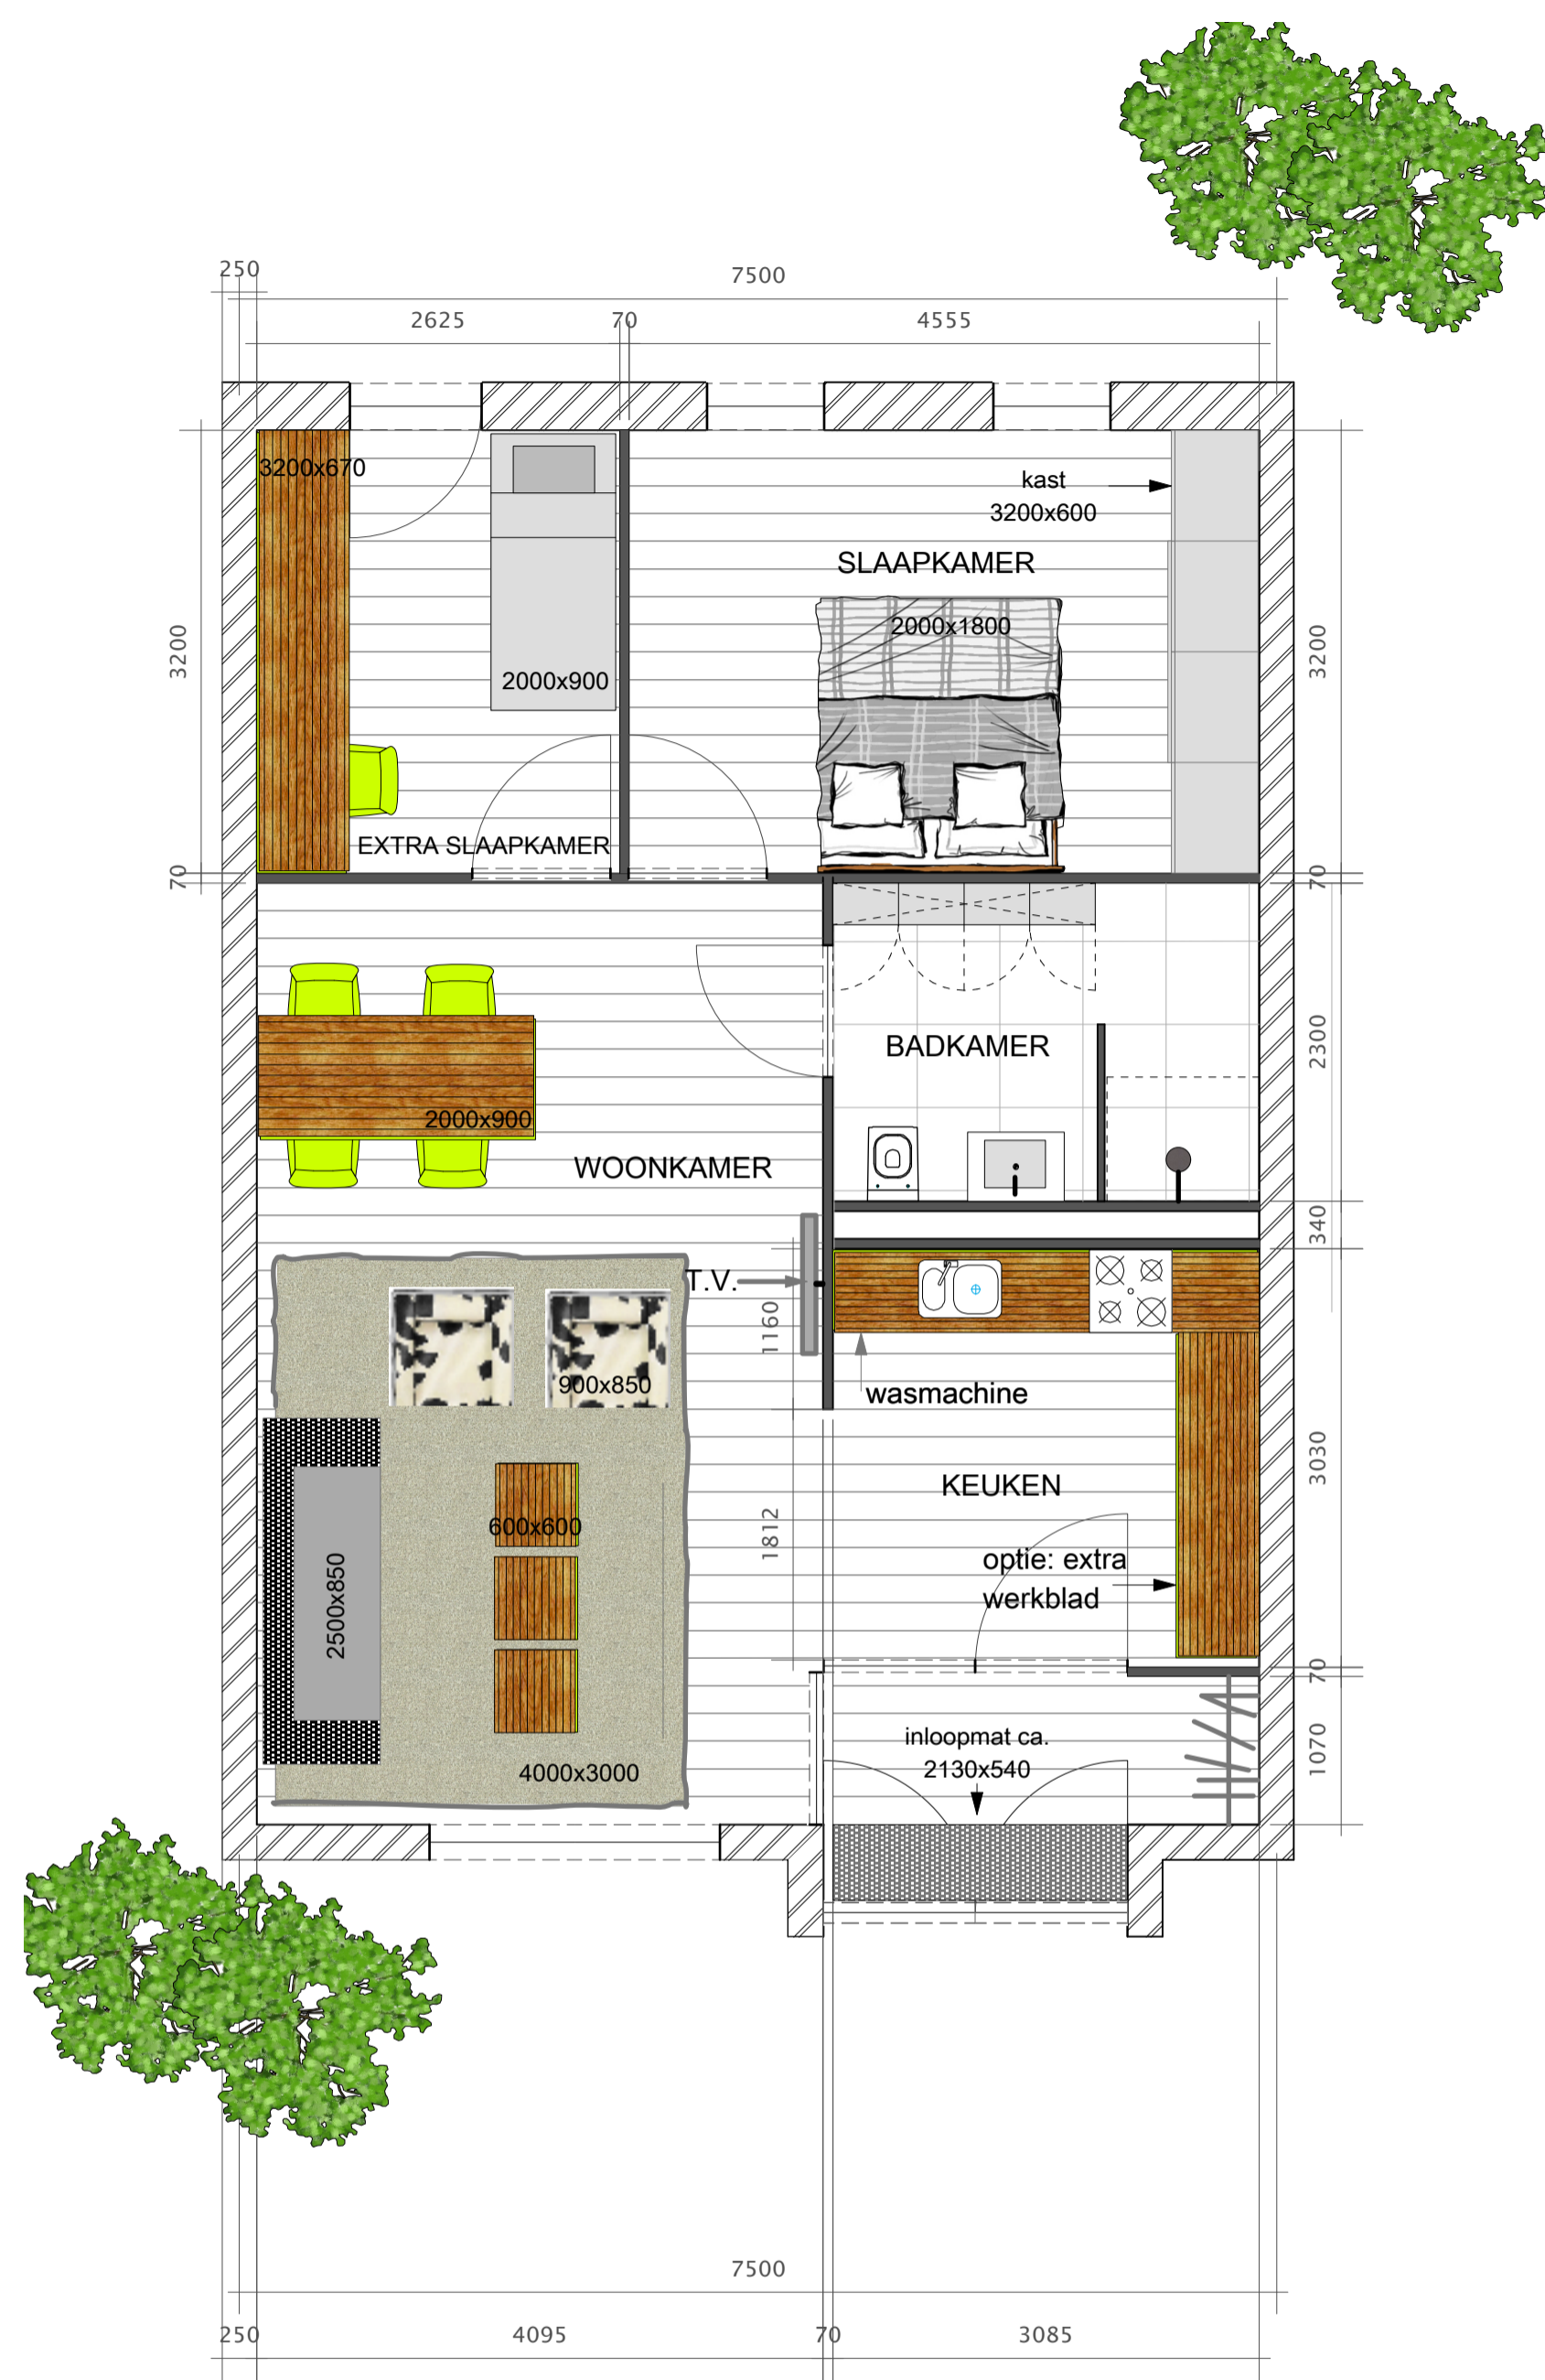 250
7500
2625
70
4555
3200x670
kast
3200x600
SLAAPKAMER
2000x1800
2000x900
3200
3200
EXTRA SLAAPKAMER
70
70
BADKAMER
2300
2000x900
WOONKAMER
340
T.V.
1160
900x850
wasmachine
KEUKEN
3030
600x600
1812
optie: extra
werkblad
2500x850
70
inloopmat ca.
2130x540
1070
4000x3000
7500
250
4095
70
3085